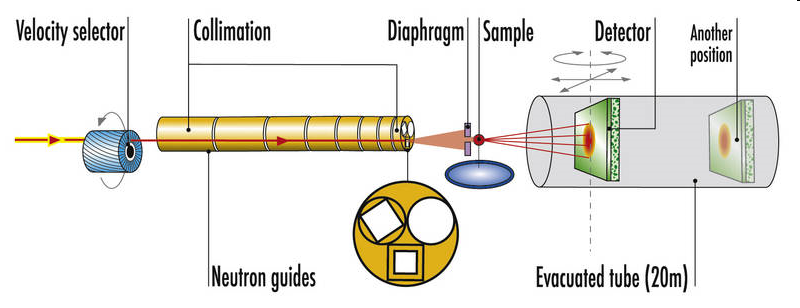 Velocity selector
Collimation
Diaphragm
Sample
Detector
Another
position
Neutron guides
Evacuated tube (20m)